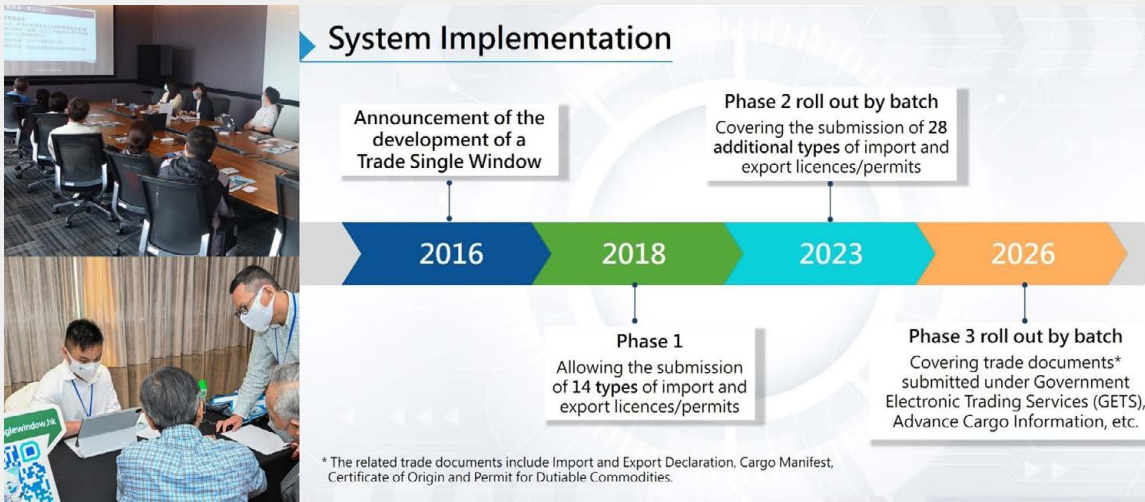 System Implementation
Announcement of the
development of a
Trade Single Window
Phase 2 roll out by batch
Covering the submission of 28
additional types of import and
export licences/permits
2016
2018
2023
2026
Phase 1
Allowing the submission
of 14 types of import and
export licences/permits
Phase 3 roll out by batch
Covering trade documents*
submitted under Government
Electronic Trading Services (GETS),
Advance Cargo Information, etc.
* The related trade documents include Import and Export Declaration, Cargo Manifest,
Certificate of Origin and Permit for Dutiable Commodities.
glewindow.hk